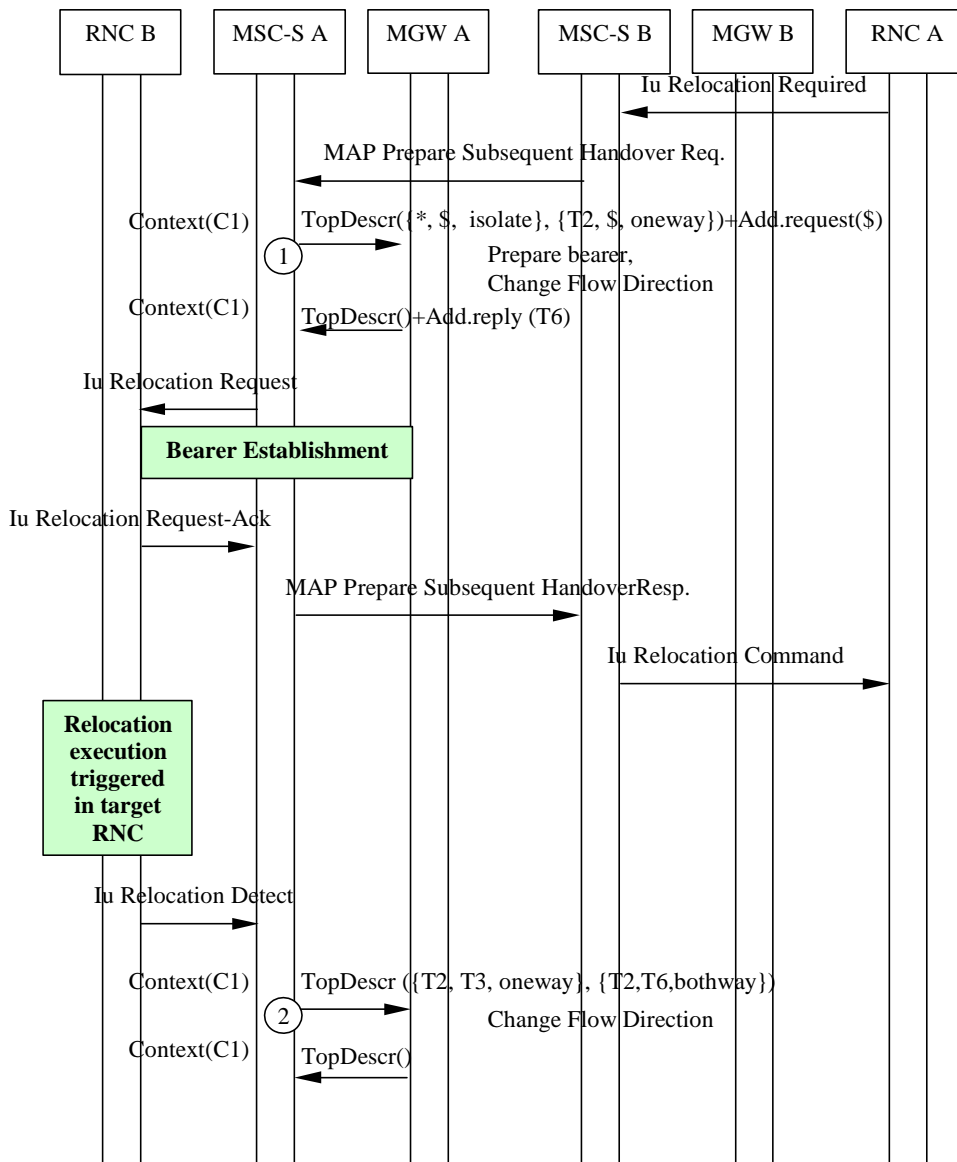 RNC B
MSC-S A
MGW A
MSC-S B
MGW B
RNC A
Iu Relocation Required
MAP Prepare Subsequent Handover Req.
Context(C1)
TopDescr({*, $, isolate}, {T2, $, oneway})+Add.request($)
1
Prepare bearer,
Change Flow Direction
Context(C1)
TopDescr()+Add.reply (T6)
Iu Relocation Request
Bearer Establishment
Iu Relocation Request-Ack
MAP Prepare Subsequent HandoverResp.
Iu Relocation Command
Relocation
execution
triggered
in target
RNC
Iu Relocation Detect
Context(C1)
TopDescr ({T2, T3, oneway}, {T2,T6,bothway})
2
Change Flow Direction
Context(C1)
TopDescr()